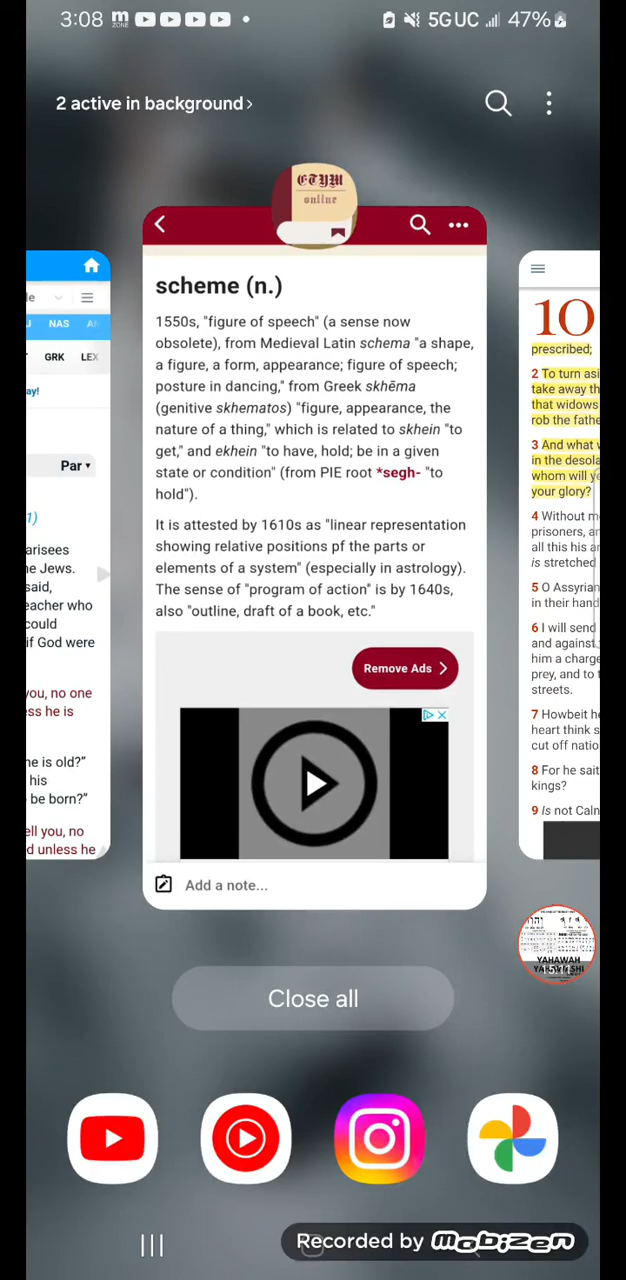 3:08 mZONE 5G UC 47%
2 active in background >
ETYM
online
le
J NAS AM
GRK LEX
ay!
Par
1)
arisees
he Jews.
said,
eacher who
could
if God were
you, no one
ess he is
he is old?”
his
be born?”
ell you, no
d unless he
scheme (n.)
1550s, "figure of speech" (a sense now
obsolete), from Medieval Latin schema "a shape,
a figure, a form, appearance; figure of speech;
posture in dancing," from Greek skhēma
(genitive skhematos) "figure, appearance, the
nature of a thing," which is related to skhein "to
get," and ekhein "to have, hold; be in a given
state or condition" (from PIE root *segh- "to
hold").
It is attested by 1610s as "linear representation
showing relative positions pf the parts or
elements of a system" (especially in astrology).
The sense of "program of action" is by 1640s,
also "outline, draft of a book, etc."
Remove Ads
Add a note...
10
prescribed;
2 To turn asi
take away th
that widows
rob the fathe
3 And what w
in the desola
whom will ye
your glory?
4 Without m
prisoners, an
all this his an
is stretched
5 O Assyrian
in their hand
6 I will send
and against
him a charge
prey, and to t
streets.
7 Howbeit he
heart think s
cut off natio
8 For he sait
kings?
9 Is not Caln
YAHAWAH
Close all
Recorded by Mobizen